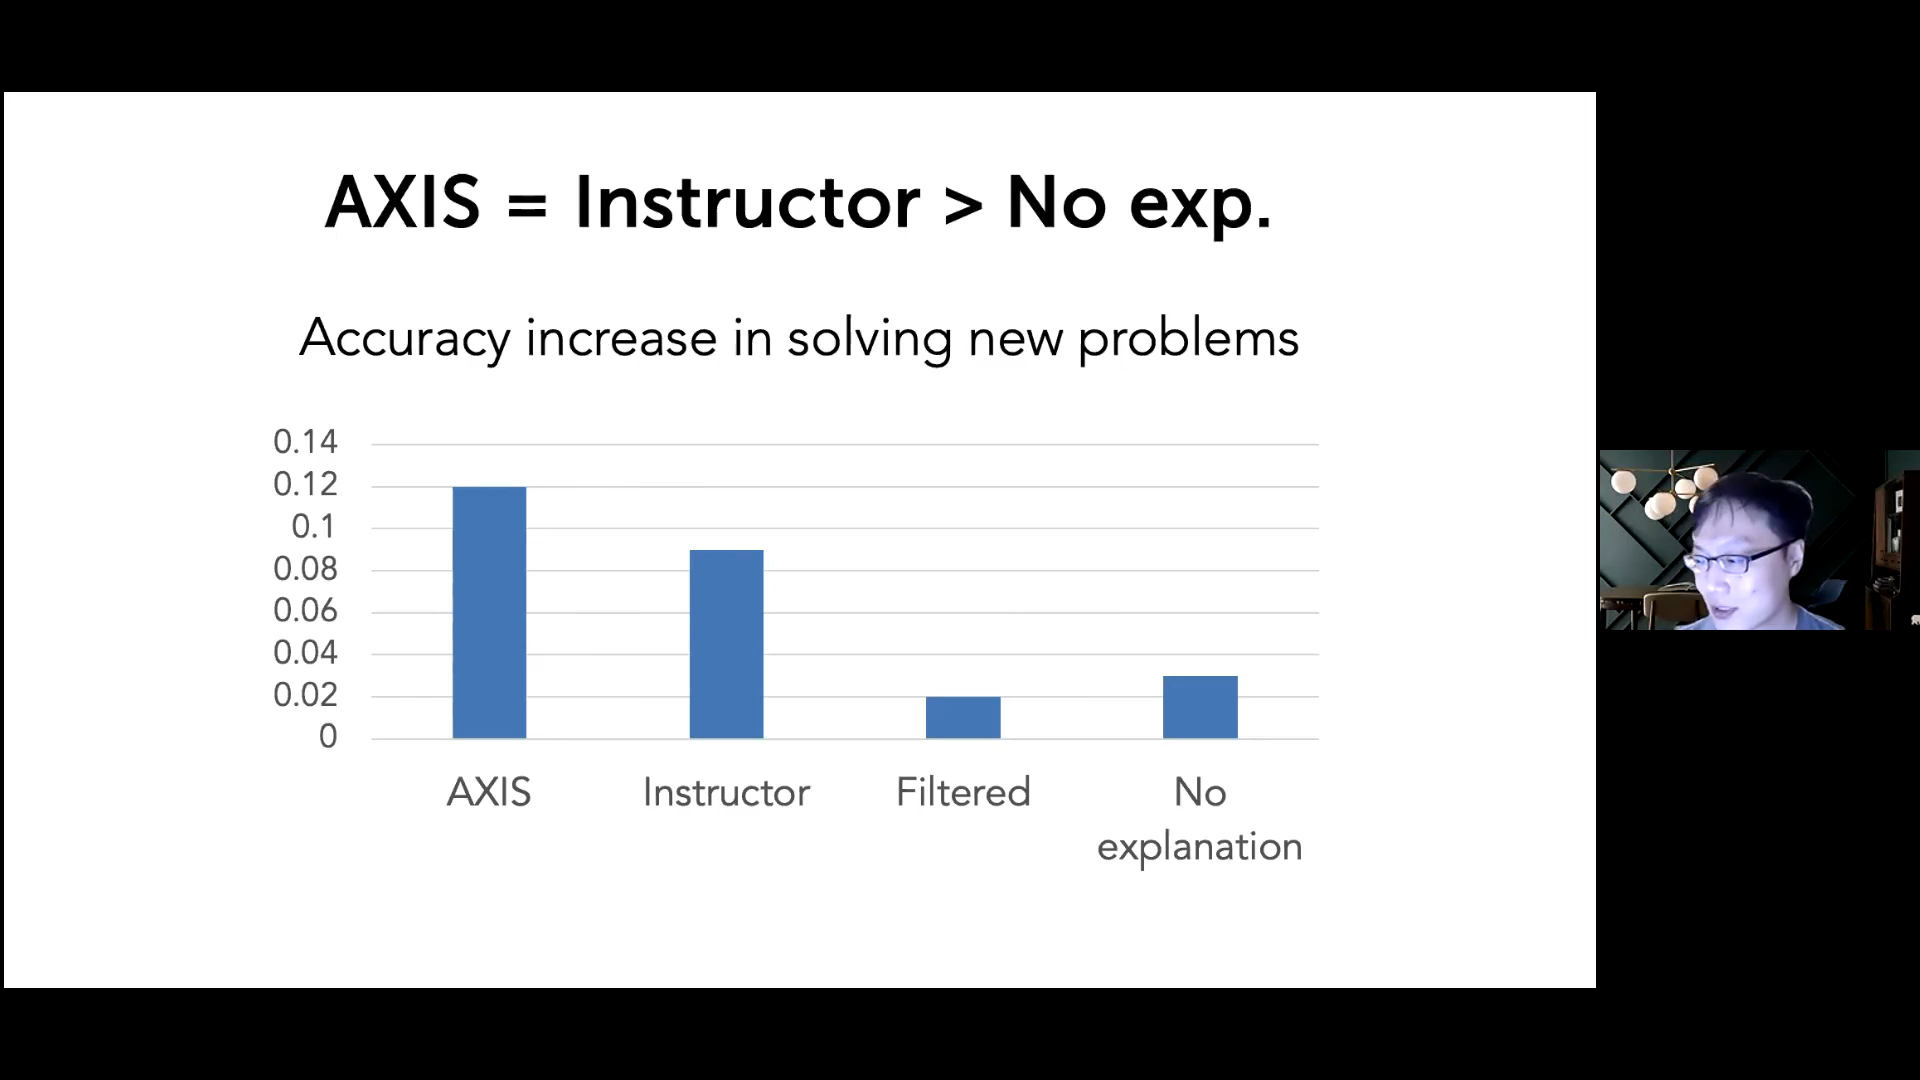 AXIS = Instructor > No exp.
Accuracy increase in solving new problems
0.14
0.12
0.1
0.08
0.06
0.04
0.02
0
AXIS
Instructor
Filtered
No
explanation